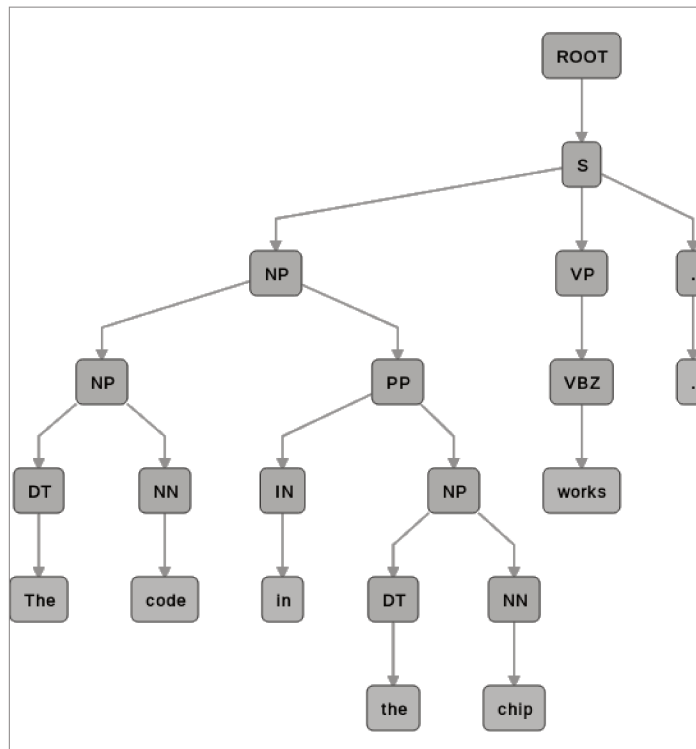 ROOT
S
NP VP .
NP PP VBZ .
DT NN IN NP works
The code in DT NN
the chip